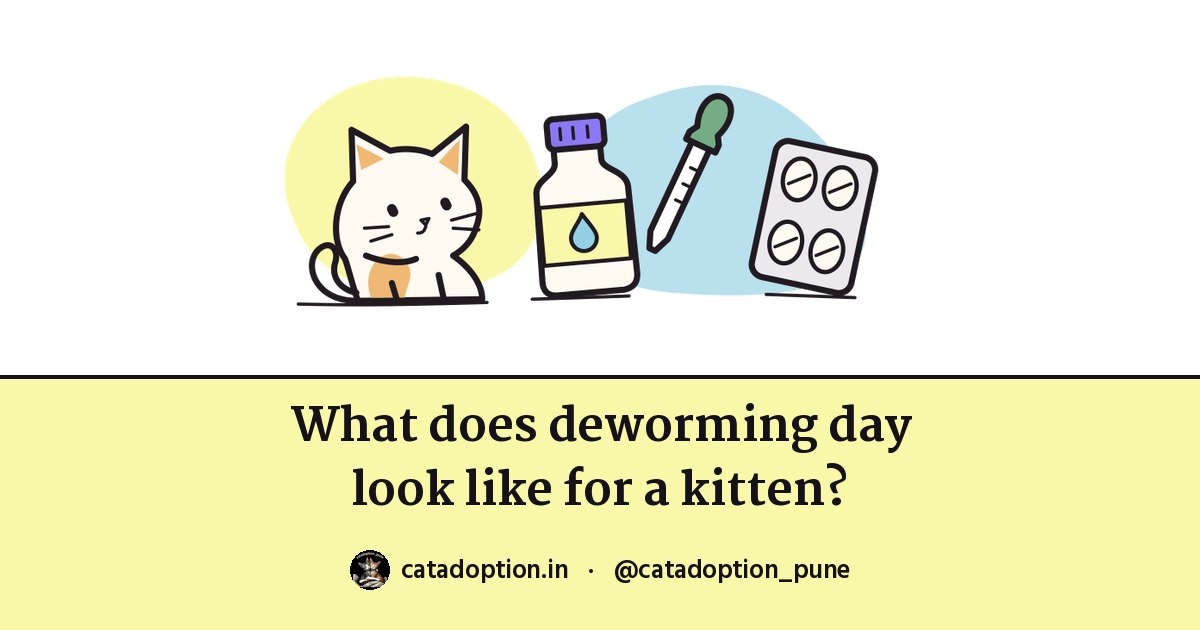 What does deworming day
look like for a kitten?
catadoption.in · @catadoption_pune